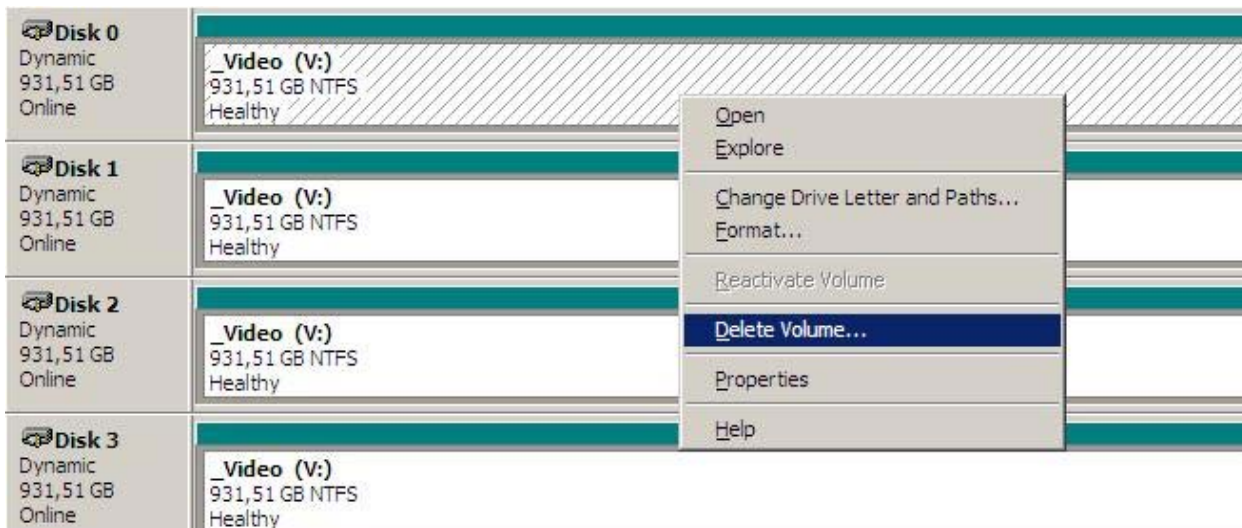 Disk 0
Dynamic
931,51 GB
Online
_Video (V:)
931,51 GB NTFS
Healthy
Open
Explore
Change Drive Letter and Paths...
Format...
Reactivate Volume
Delete Volume...
Properties
Help
Disk 1
Dynamic
931,51 GB
Online
_Video (V:)
931,51 GB NTFS
Healthy
Disk 2
Dynamic
931,51 GB
Online
_Video (V:)
931,51 GB NTFS
Healthy
Disk 3
Dynamic
931,51 GB
Online
_Video (V:)
931,51 GB NTFS
Healthy